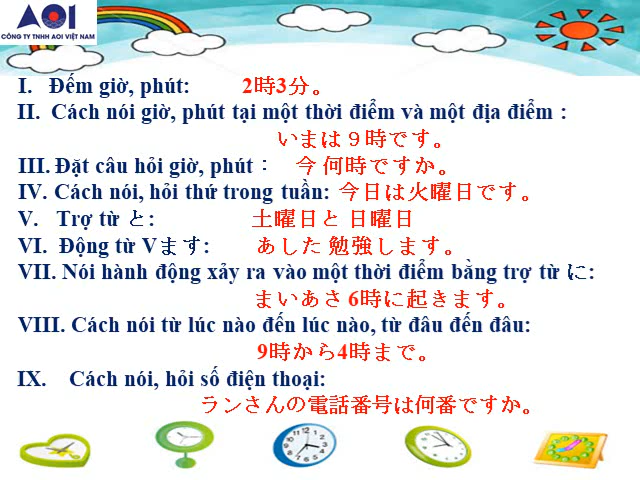 AOI
CÔNG TY TNHH AOI VIỆT NAM
I. Đếm giờ, phút: 2時3分。
II. Cách nói giờ, phút tại một thời điểm và một địa điểm :
いまは９時です。
III. Đặt câu hỏi giờ, phút： 今 何時ですか。
IV. Cách nói, hỏi thứ trong tuần: 今日は火曜日です。
V. Trợ từ と: 土曜日と 日曜日
VI. Động từ Vます: あした 勉強します。
VII. Nói hành động xảy ra vào một thời điểm bằng trợ từ に:
まいあさ 6時に起きます。
VIII. Cách nói từ lúc nào đến lúc nào, từ đâu đến đâu:
9時から4時まで。
IX. Cách nói, hỏi số điện thoại:
ランさんの電話番号は何番ですか。